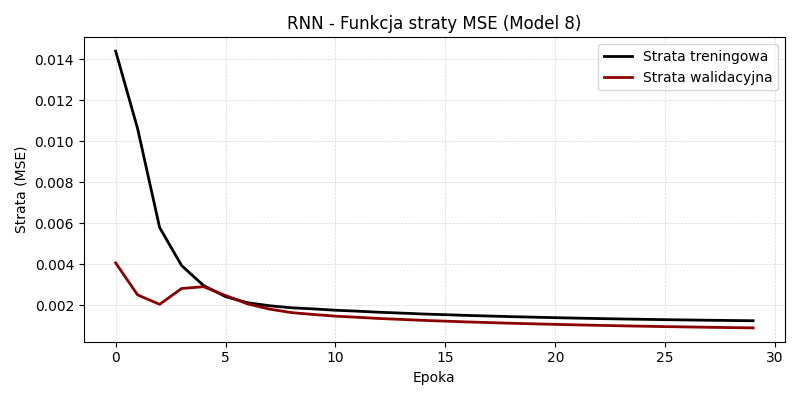 RNN - Funkcja straty MSE (Model 8)
Strata treningowa
Strata walidacyjna
0.014
0.012
0.010
0.008
0.006
0.004
0.002
Strata (MSE)
0 5 10 15 20 25 30
Epoka